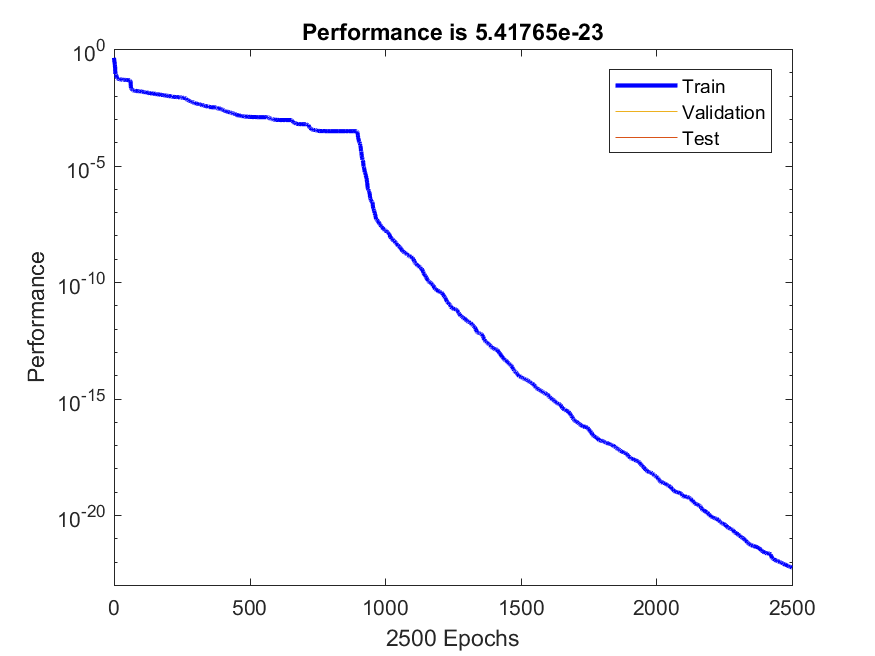 Performance is 5.41765e-23
10^0
10^-5
10^-10
10^-15
10^-20
Performance
Train
Validation
Test
0 500 1000 1500 2000 2500
2500 Epochs